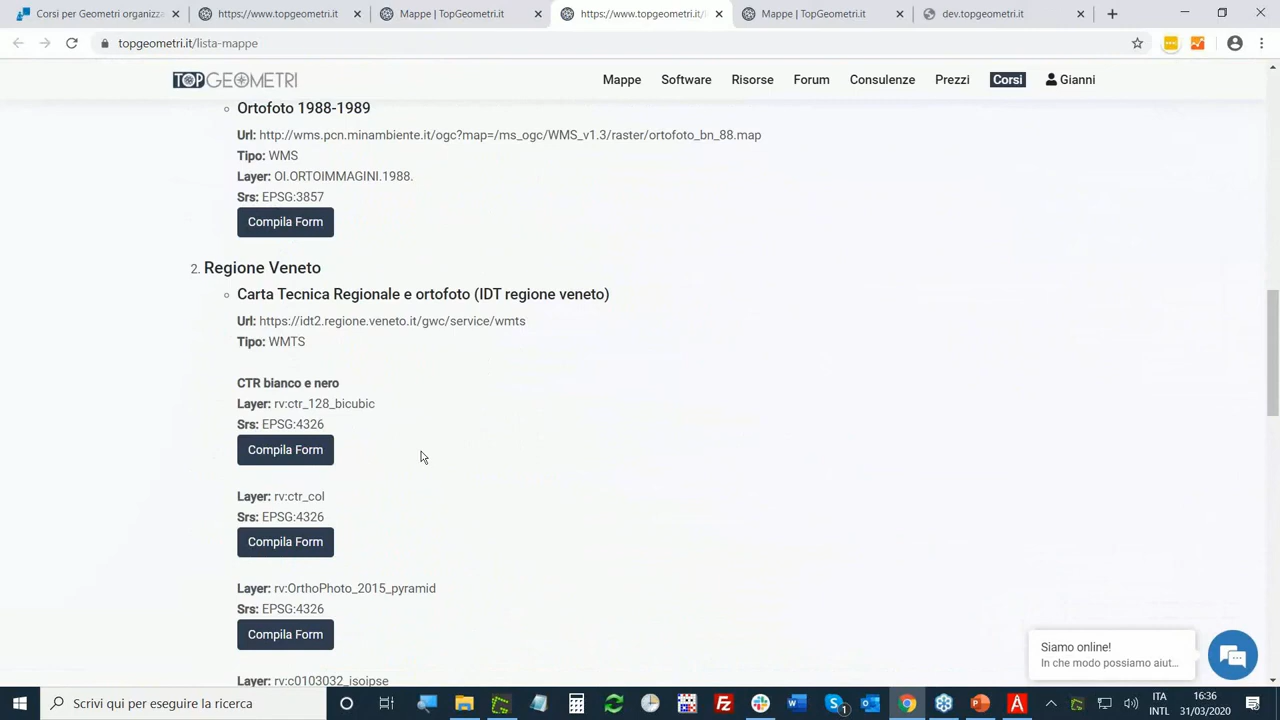 Corsi per Geometri organizza
https://www.topgeometri.it/
Mappe | TopGeometri.it
https://www.topgeometri.it/l
Mappe | TopGeometri.it
dev.topgeometri.it
topgeometri.it/lista-mappe
TOPGEOMETRI
Mappe
Software
Risorse
Forum
Consulenze
Prezzi
Corsi
Gianni
Ortofoto 1988-1989
Url: http://wms.pcn.minambiente.it/ogc?map=/ms_ogc/WMS_v1.3/raster/ortofoto_bn_88.map
Tipo: WMS
Layer: OI.ORTOIMMAGINI.1988.
Srs: EPSG:3857
Compila Form
2. Regione Veneto
Carta Tecnica Regionale e ortofoto (IDT regione veneto)
Url: https://idt2.regione.veneto.it/gwc/service/wmts
Tipo: WMTS
CTR bianco e nero
Layer: rv:ctr_128_bicubic
Srs: EPSG:4326
Compila Form
Layer: rv:ctr_col
Srs: EPSG:4326
Compila Form
Layer: rv:OrthoPhoto_2015_pyramid
Srs: EPSG:4326
Compila Form
Layer: rv:c0103032_isoipse
Siamo online!
In che modo possiamo aiut...
Scrivi qui per eseguire la ricerca
ITA
INTL
16:36
31/03/2020